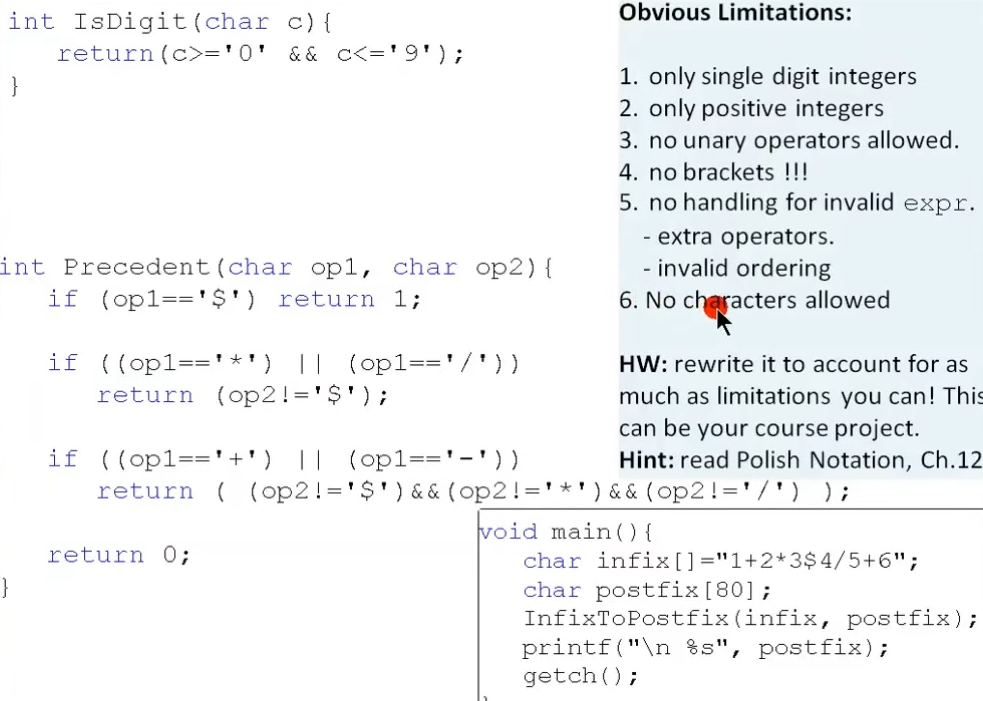 int IsDigit(char c){
return(c>='0' && c<='9');
}
int Precedent(char op1, char op2){
if (op1=='$') return 1;
if ((op1=='*') || (op1=='/'))
return (op2!='$');
if ((op1=='+') || (op1=='-'))
return ( (op2!='$')&&(op2!='*')&&(op2!='/') );
return 0;
}
Obvious Limitations:
1. only single digit integers
2. only positive integers
3. no unary operators allowed.
4. no brackets !!!
5. no handling for invalid expr.
- extra operators.
- invalid ordering
6. No characters allowed
HW: rewrite it to account for as
much as limitations you can! This
can be your course project.
Hint: read Polish Notation, Ch.12
void main(){
char infix[]="1+2*3$4/5+6";
char postfix[80];
InfixToPostfix(infix, postfix);
printf("\n %s", postfix);
getch();